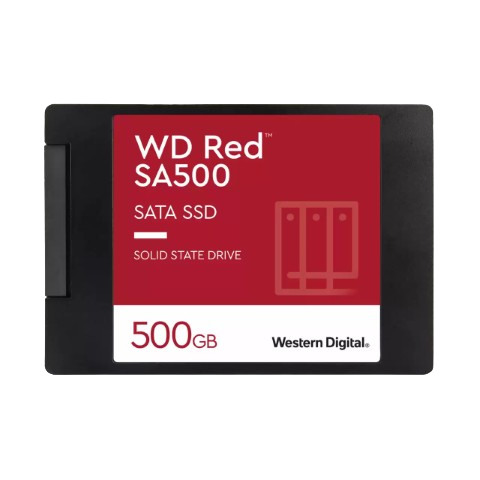 WD Red™
SA500
SATA SSD
SOLID STATE DRIVE
500GB
Western Digital®